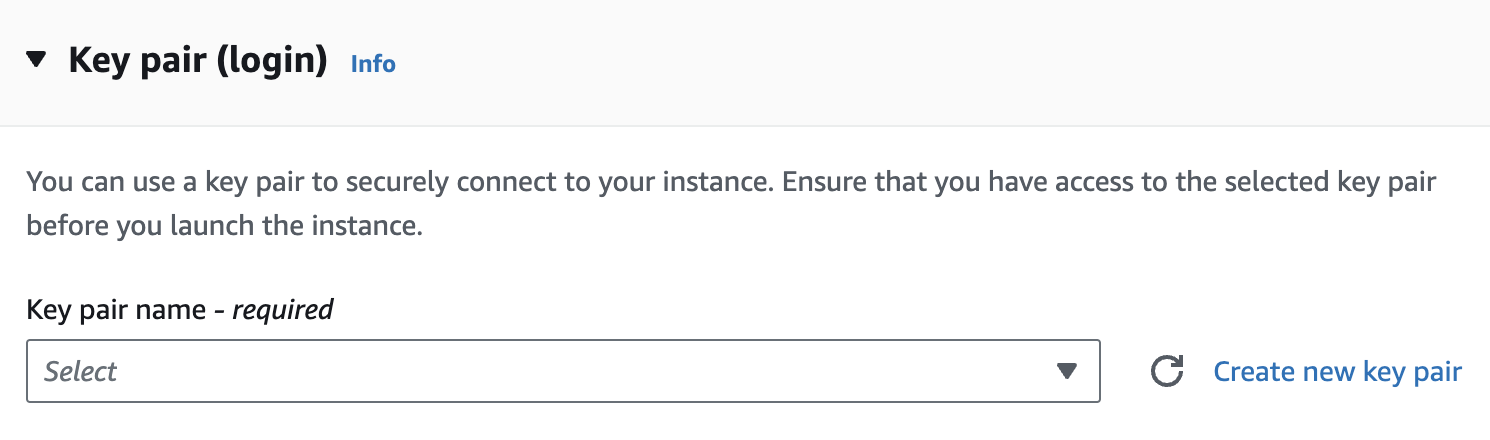 Key pair (login) Info
You can use a key pair to securely connect to your instance. Ensure that you have access to the selected key pair
before you launch the instance.
Key pair name - required
Select
Create new key pair